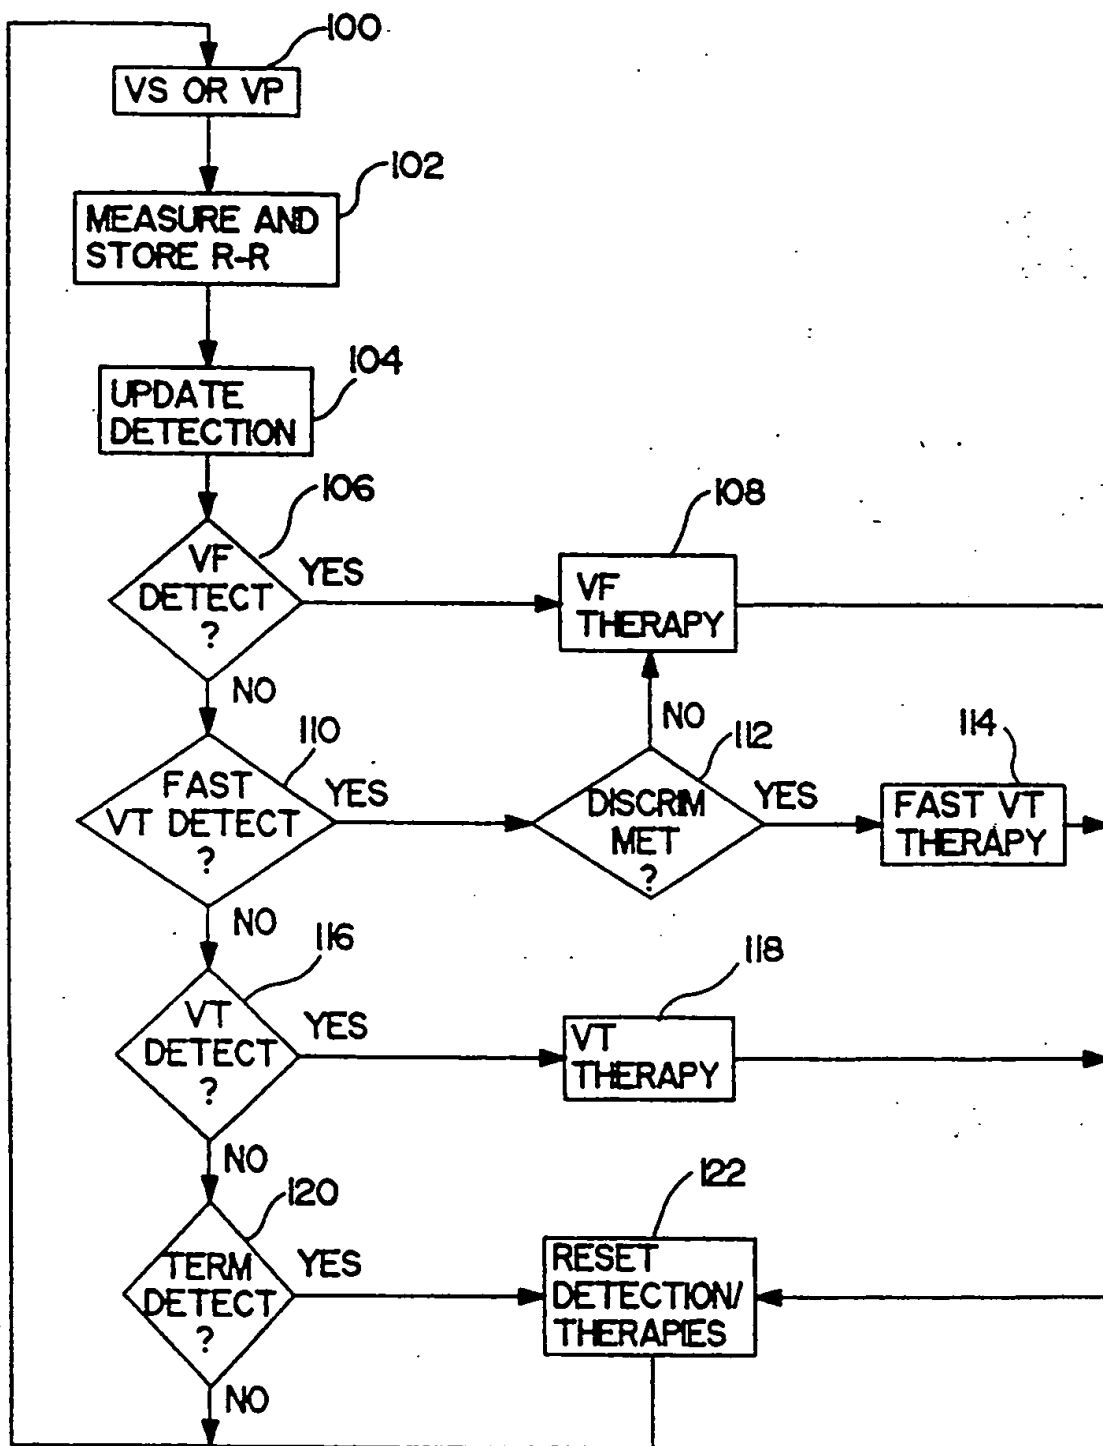 100
VS OR VP
102
MEASURE AND
STORE R-R
104
UPDATE
DETECTION
106
VF
DETECT
?
YES
NO
108
VF
THERAPY
110
FAST
VT DETECT
?
YES
NO
112
DISCRIM
MET
?
NO
YES
114
FAST VT
THERAPY
116
VT
DETECT
?
YES
NO
118
VT
THERAPY
120
TERM
DETECT
?
YES
NO
122
RESET
DETECTION/
THERAPIES